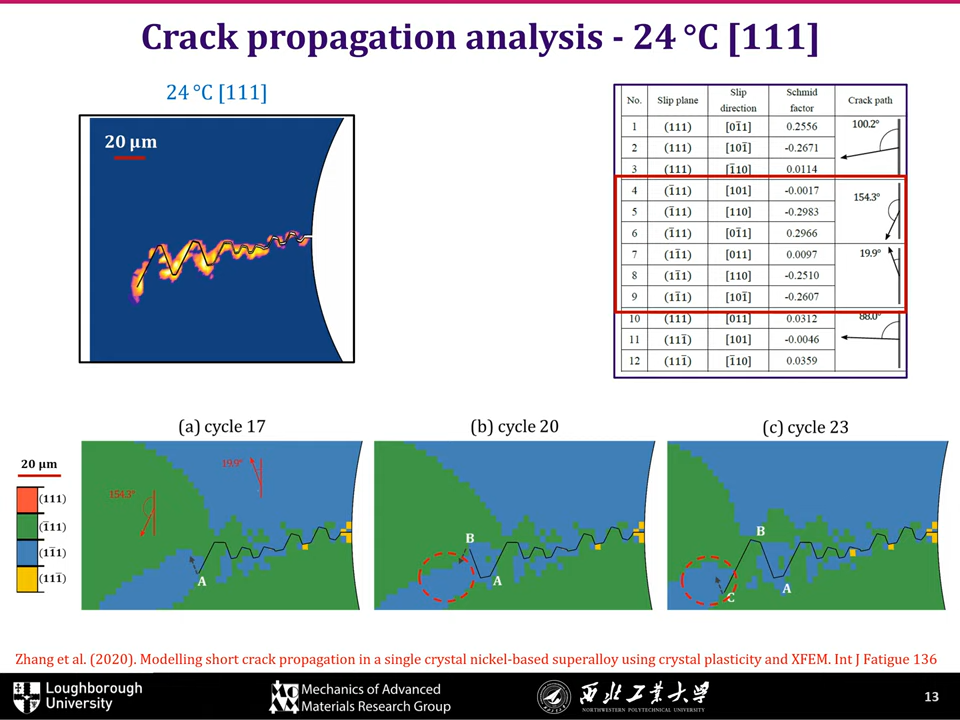 Crack propagation analysis - 24 °C [111]
24 °C [111]
20 μm
No. Slip plane Slip direction Schmid factor Crack path
1 (111) [01̄1] 0.2556 100.2°
2 (111) [101̄] -0.2671
3 (111) [1̄10] 0.0114
4 (1̄11) [101] -0.0017 154.3°
5 (1̄11) [110] -0.2983
6 (1̄11) [01̄1] 0.2966
7 (11̄1) [011] 0.0097 19.9°
8 (11̄1) [110] -0.2510
9 (11̄1) [101̄] -0.2607
10 (111) [011] 0.0312 88.0°
11 (111̄) [101] -0.0046
12 (111̄) [1̄10] 0.0359
(a) cycle 17
(b) cycle 20
(c) cycle 23
20 μm
(111)
(1̄11)
(11̄1)
(111̄)
154.3°
19.9°
A
B
A
B
A
C
Zhang et al. (2020). Modelling short crack propagation in a single crystal nickel-based superalloy using crystal plasticity and XFEM. Int J Fatigue 136
Loughborough
University
Mechanics of Advanced
Materials Research Group
西北工业大学
NORTHWESTERN POLYTECHNICAL UNIVERSITY
13